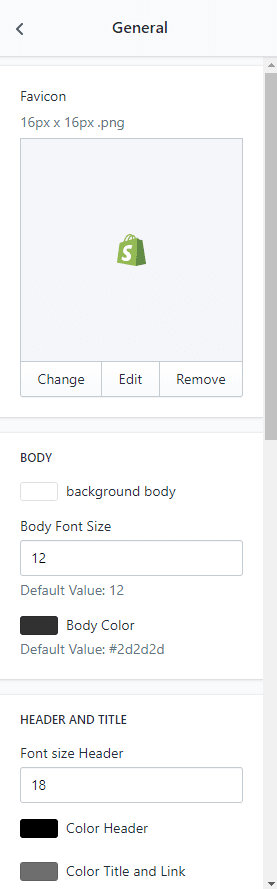 General
Favicon
16px x 16px .png
Change Edit Remove
BODY
background body
Body Font Size
12
Default Value: 12
Body Color
Default Value: #2d2d2d
HEADER AND TITLE
Font size Header
18
Color Header
Color Title and Link